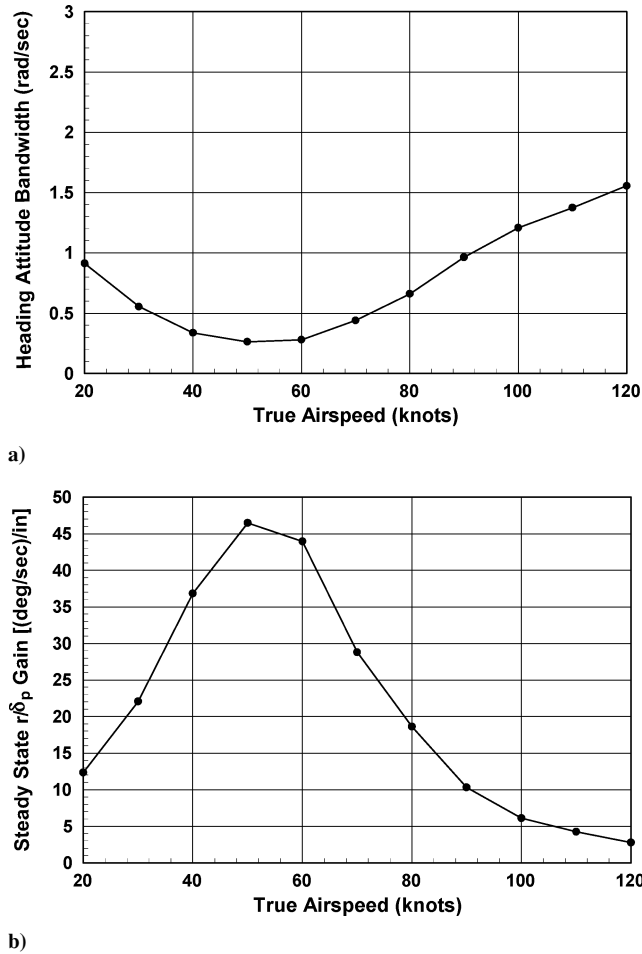 Heading Attitude Bandwidth (rad/sec)
3
2.5
2
1.5
1
0.5
0
20 40 60 80 100 120
True Airspeed (knots)
a)
Steady State r/δp Gain [(deg/sec)/in]
50
45
40
35
30
25
20
15
10
5
0
20 40 60 80 100 120
True Airspeed (knots)
b)